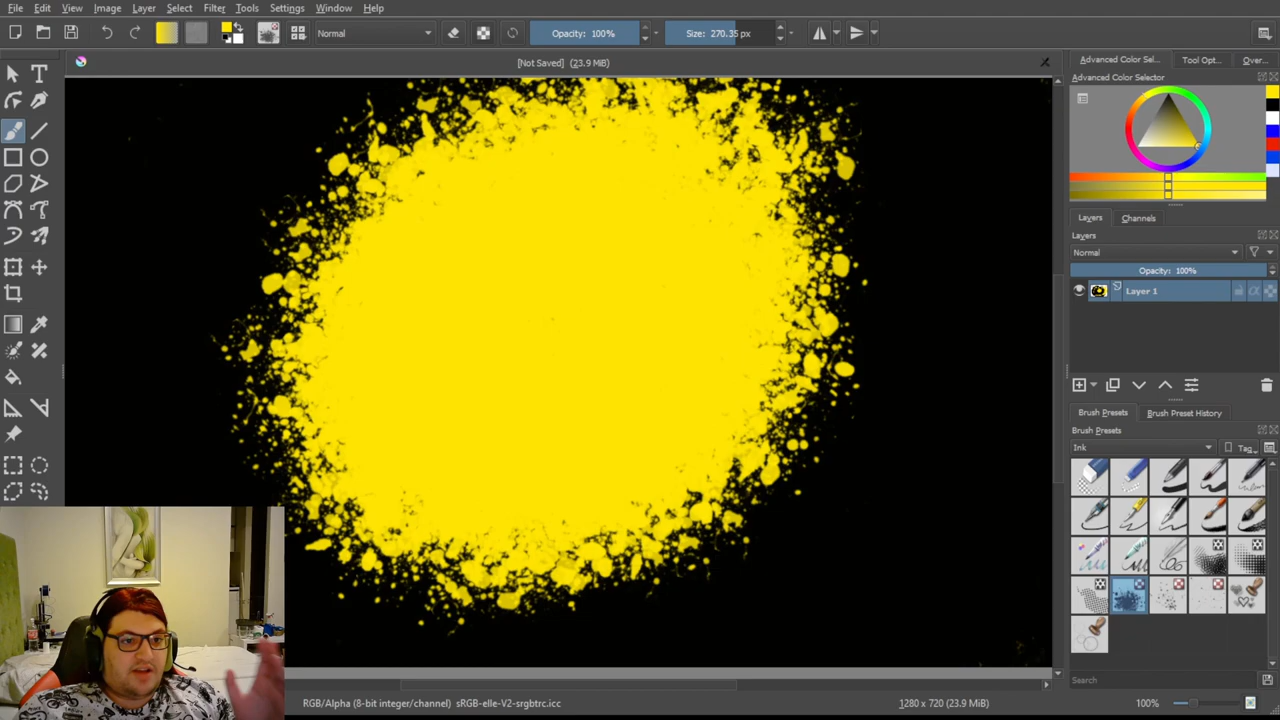 File Edit View Image Layer Select Filter Tools Settings Window Help
Normal
Opacity: 100%
Size: 270.35 px
[Not Saved] (23.9 MiB)
Advanced Color Sel...
Tool Opt...
Over...
Advanced Color Selector
Layers
Channels
Layers
Normal
Opacity: 100%
Layer 1
Brush Presets
Brush Preset History
Brush Presets
Ink
Tag
Search
RGB/Alpha (8-bit integer/channel) sRGB-elle-V2-srgbtrc.icc
1280 x 720 (23.9 MiB)
100%